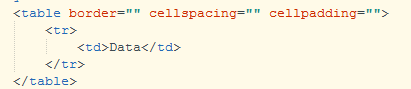 <table border="" cellspacing="" cellpadding="">
<tr>
<td>Data</td>
</tr>
</table>